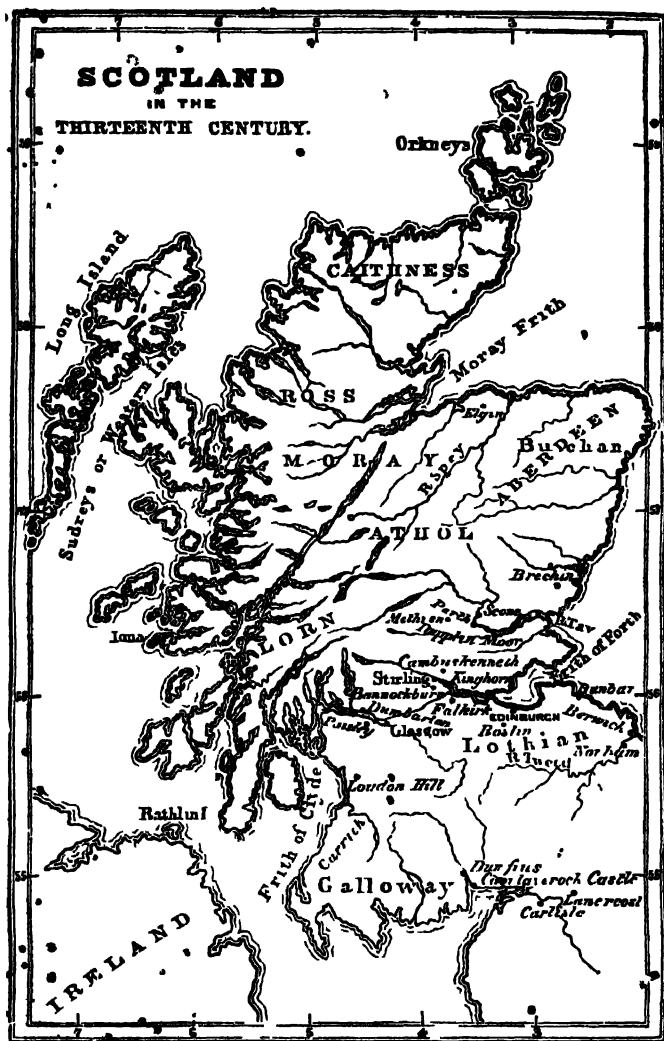 SCOTLAND
IN THE
THIRTEENTH CENTURY.
Orkneys
CAITHNESS
Long Island
Sudreys or Western Isles
Moray Frith
ROSS
Elgin
MORAY
R Spey
ABERDEEN
Buchan
ATHOL
Brechin
Iona
LORN
Perth
Scone
R Tay
Methven
Moor
Frith of Forth
Cambuskenneth
Stirling
Kinghorn
Bannockburn
Dunbar
Dumbarton
Falkirk
Berwick
Paisley
Glasgow
EDINBURGH
Roslin
Lothian
R Tweed
Norham
Loudon Hill
Rathlin I
Frith of Clyde
Carrick
Galloway
Castle
Lanercost
Carlisle
IRELAND